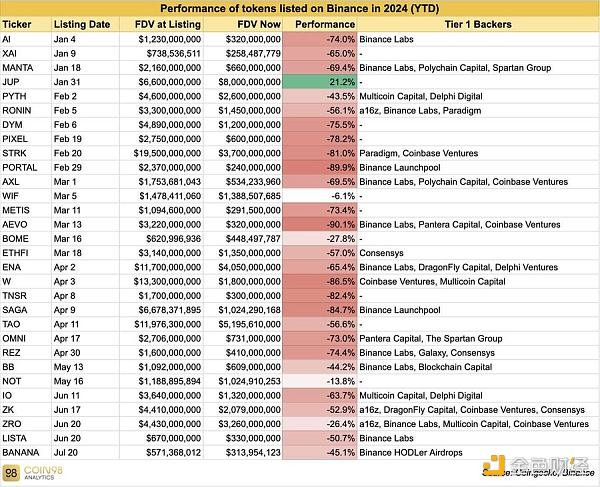 Performance of tokens listed on Binance in 2024 (YTD)
Ticker Listing Date FDV at Listing FDV Now Performance Tier 1 Backers
AI Jan 4 $1,230,000,000 $320,000,000 -74.0% Binance Labs
XAI Jan 9 $738,536,511 $258,487,779 -65.0% -
MANTA Jan 18 $2,160,000,000 $660,000,000 -69.4% Binance Labs, Polychain Capital, Spartan Group
JUP Jan 31 $6,600,000,000 $8,000,000,000 21.2% -
PYTH Feb 2 $4,600,000,000 $2,600,000,000 -43.5% Multicoin Capital, Delphi Digital
RONIN Feb 5 $3,300,000,000 $1,450,000,000 -56.1% a16z, Binance Labs, Paradigm
DYM Feb 6 $4,890,000,000 $1,200,000,000 -75.5% -
PIXEL Feb 19 $2,750,000,000 $600,000,000 -78.2% -
STRK Feb 20 $19,500,000,000 $3,700,000,000 -81.0% Paradigm, Coinbase Ventures
PORTAL Feb 29 $2,370,000,000 $240,000,000 -89.9% Binance Launchpool
AXL Mar 1 $1,753,681,043 $534,233,960 -69.5% Binance Labs, Polychain Capital, Coinbase Ventures
WIF Mar 5 $1,478,411,060 $1,388,507,685 -6.1% -
METIS Mar 11 $1,094,600,000 $291,500,000 -73.4% -
AEVO Mar 13 $3,220,000,000 $320,000,000 -90.1% Binance Labs, Pantera Capital, Coinbase Ventures
BOME Mar 16 $620,996,936 $448,497,787 -27.8% -
ETHFI Mar 18 $3,140,000,000 $1,350,000,000 -57.0% Consensys
ENA Apr 2 $11,700,000,000 $4,050,000,000 -65.4% Binance Labs, DragonFly Capital, Delphi Ventures
W Apr 3 $13,300,000,000 $1,800,000,000 -86.5% Coinbase Ventures, Multicoin Capital
TNSR Apr 8 $1,700,000,000 $300,000,000 -82.4% -
SAGA Apr 9 $6,678,371,895 $1,024,290,168 -84.7% Binance Launchpool
TAO Apr 11 $11,976,300,000 $5,195,610,000 -56.6% -
OMNI Apr 17 $2,706,000,000 $731,000,000 -73.0% Pantera Capital, The Spartan Group
REZ Apr 30 $1,600,000,000 $410,000,000 -74.4% Binance Labs, Galaxy, Consensys
BB May 13 $1,092,000,000 $609,000,000 -44.2% Binance Labs, Blockchain Capital
NOT May 16 $1,188,895,894 $1,024,910,253 -13.8% -
IO Jun 11 $3,640,000,000 $1,320,000,000 -63.7% Multicoin Capital, Delphi Digital
ZK Jun 17 $4,410,000,000 $2,079,000,000 -52.9% a16z, DragonFly Capital, Coinbase Ventures, Consensys
ZRO Jun 20 $4,430,000,000 $3,260,000,000 -26.4% a16z, Binance Labs, Multicoin Capital, Coinbase Ventures
LISTA Jun 20 $670,000,000 $330,000,000 -50.7% Binance Labs
BANANA Jul 20 $571,368,012 $313,954,123 -45.1% Binance HODLer Airdrops
98 COIN98 ANALYTICS
Source: Coingecko, Binance
金色财经